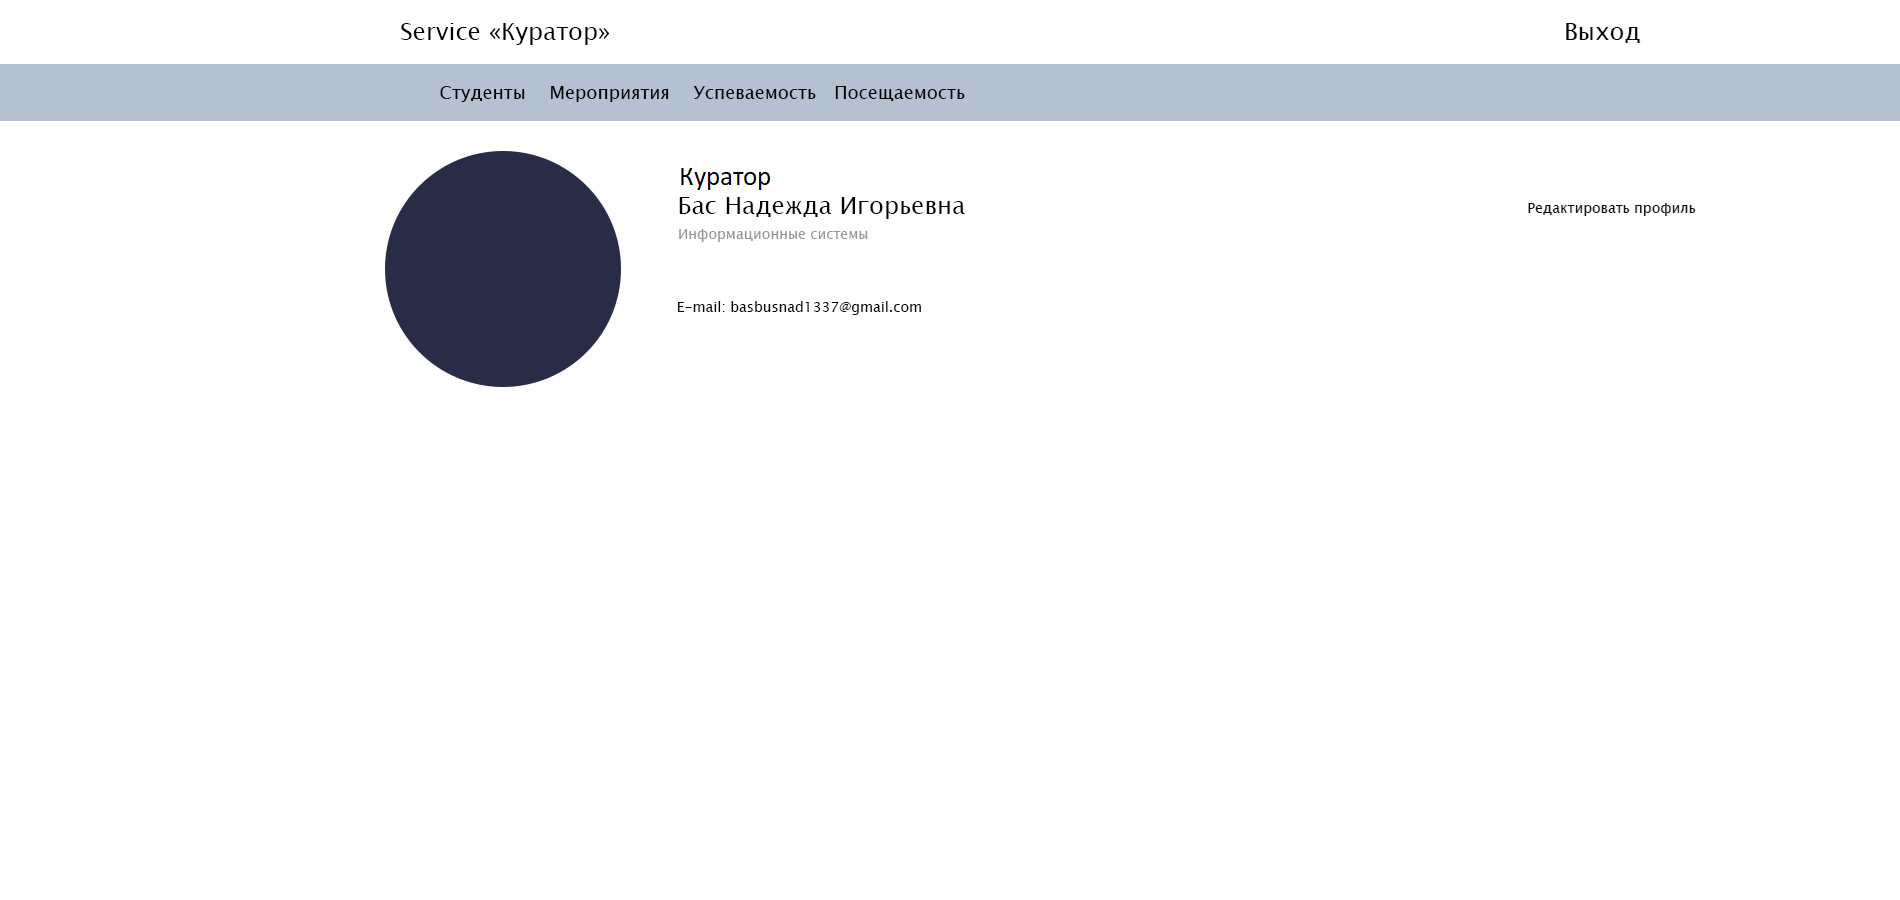 Service «Куратор»
Выход
Студенты Мероприятия Успеваемость Посещаемость
Куратор
Бас Надежда Игорьевна
Редактировать профиль
Информационные системы
E-mail: basbusnad1337@gmail.com